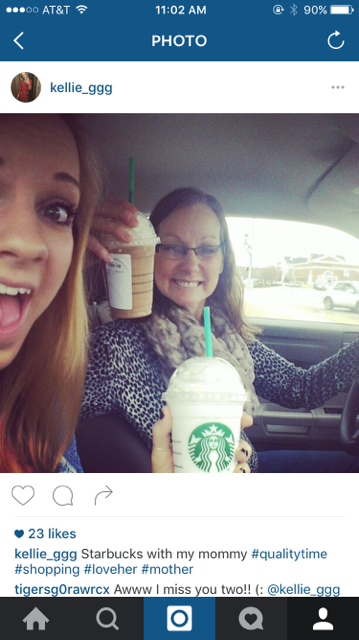 AT&T 11:02 AM 90%
PHOTO
kellie_ggg
23 likes
kellie_ggg Starbucks with my mommy #qualitytime
#shopping #loveher #mother
tigersg0rawrcx Awww I miss you two!! (: @kellie_ggg